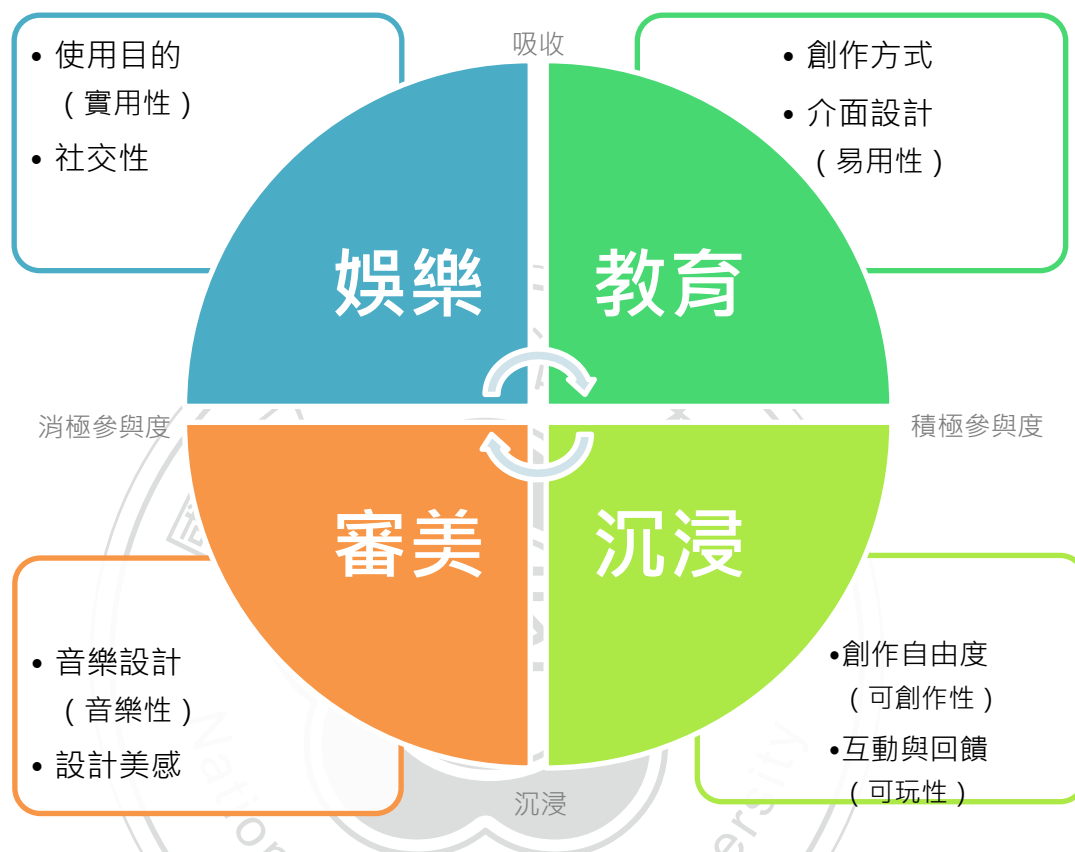 吸收
• 使用目的
（實用性）
• 社交性
• 創作方式
• 介面設計
（易用性）
娛樂
教育
消極參與度
積極參與度
審美
沉浸
• 音樂設計
（音樂性）
• 設計美感
•創作自由度
（可創作性）
•互動與回饋
（可玩性）
沉浸